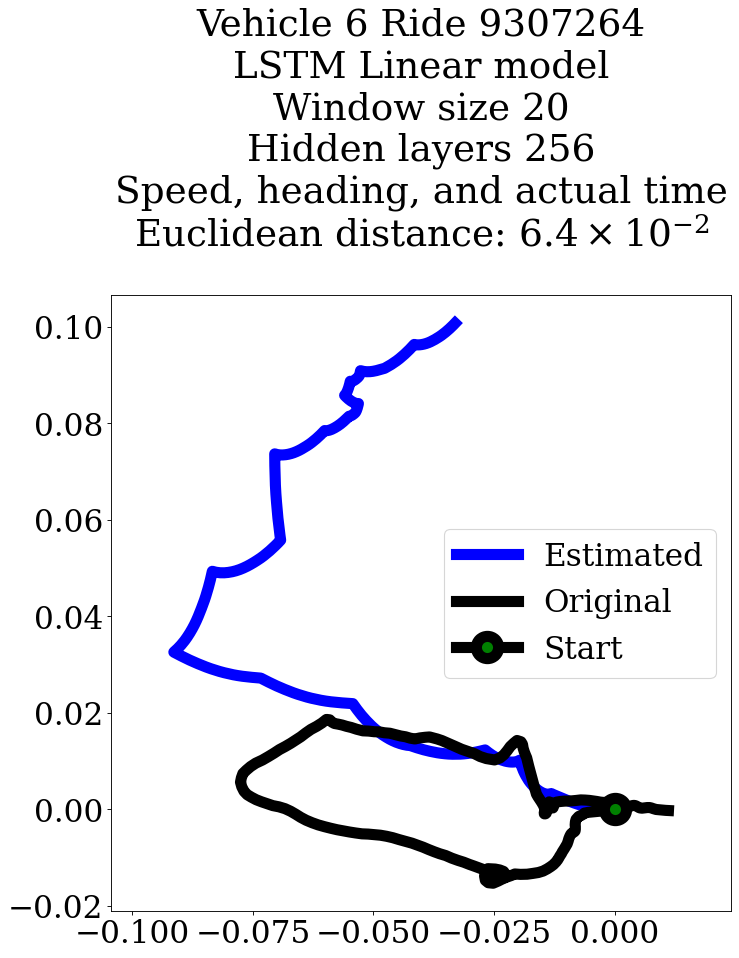 Vehicle 6 Ride 9307264
LSTM Linear model
Window size 20
Hidden layers 256
Speed, heading, and actual time
Euclidean distance: 6.4 × 10⁻²
0.10
0.08
0.06
0.04
0.02
0.00
−0.02
Estimated
Original
Start
−0.100 −0.075 −0.050 −0.025 0.000